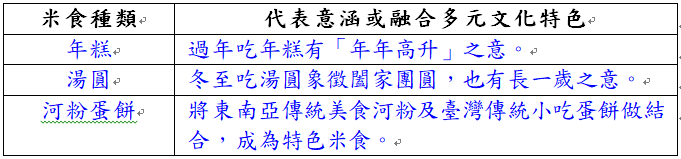 米食種類 代表意涵或融合多元文化特色
年糕 過年吃年糕有「年年高升」之意。
湯圓 冬至吃湯圓象徵闔家團圓，也有長一歲之意。
河粉蛋餅 將東南亞傳統美食河粉及臺灣傳統小吃蛋餅做結
合，成為特色米食。